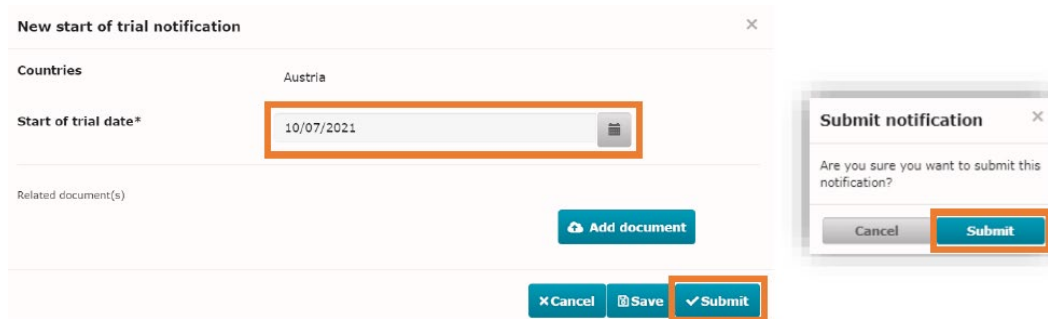 New start of trial notification
Countries
Austria
Start of trial date*
10/07/2021
Related document(s)
Add document
Cancel
Save
Submit
Submit notification
Are you sure you want to submit this
notification?
Cancel
Submit